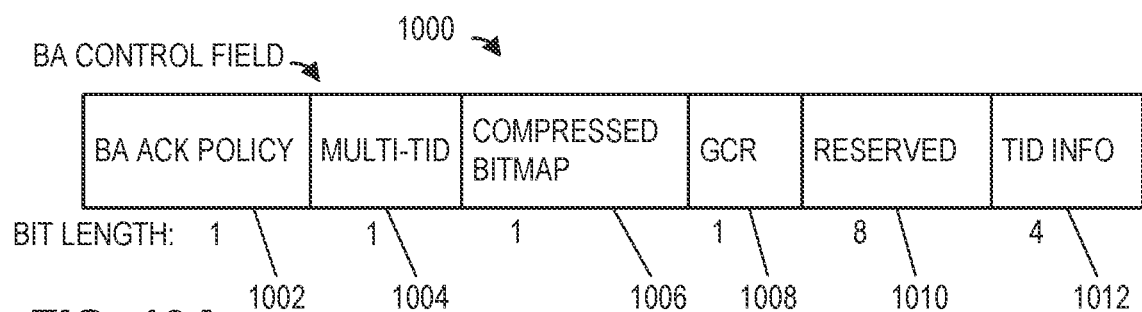 1000
BA CONTROL FIELD
BA ACK POLICY MULTI-TID COMPRESSED BITMAP GCR RESERVED TID INFO
BIT LENGTH: 1 1 1 1 8 4
1002 1004 1006 1008 1010 1012